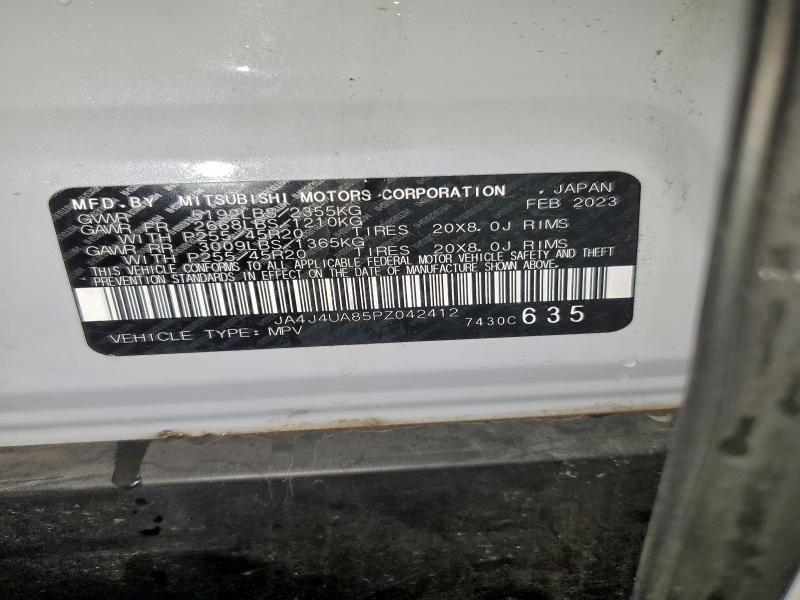 MFD. BY MITSUBISHI MOTORS CORPORATION , JAPAN
GWWR 5192LBS/2355KG FEB 2023
GAWR FR 2668LBS/1210KG
WITH P255/45R20 TIRES 20X8.0J RIMS
GAWR RR 3009LBS/1365KG
WITH P255/45R20 TIRES 20X8.0J RIMS
THIS VEHICLE CONFORMS TO ALL APPLICABLE FEDERAL MOTOR VEHICLE SAFETY AND THEFT
PREVENTION STANDARDS IN EFFECT ON THE DATE OF MANUFACTURE SHOWN ABOVE.
JA4J4UA85PZ042412 7430C 635
VEHICLE TYPE: MPV